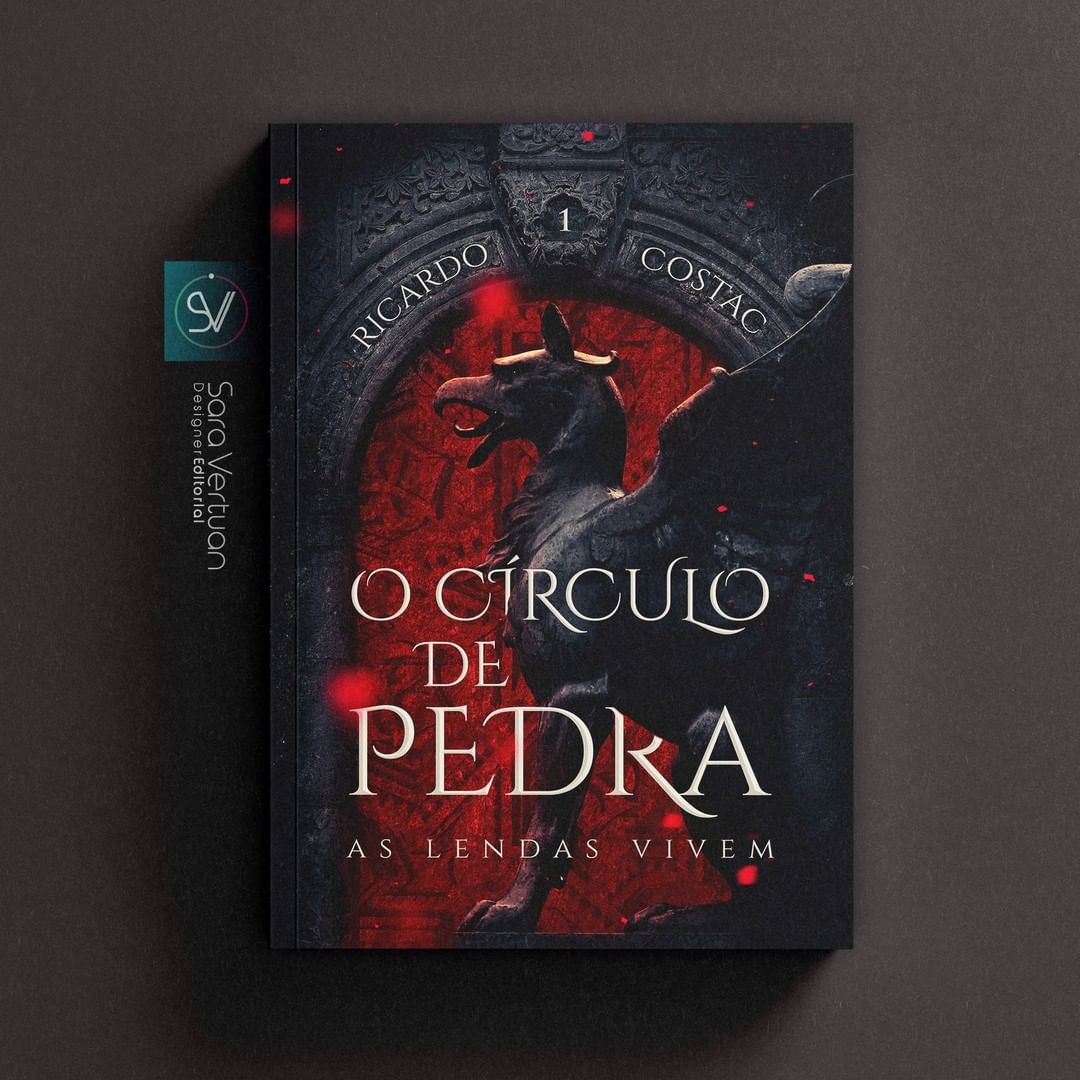 1
RICARDO COSTAC
O CÍRCULO
DE
PEDRA
AS LENDAS VIVEM
SV
Sara Vertuan
Designer Editorial